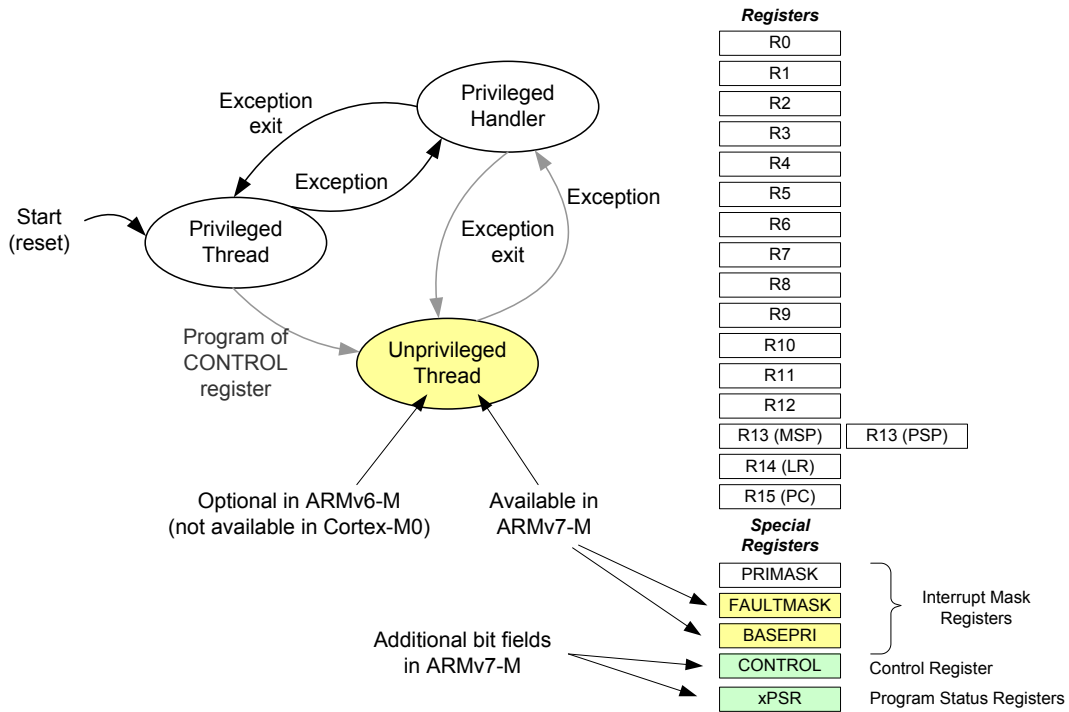 Privileged
Handler
Exception
exit
Exception
Exception
Start
(reset)
Privileged
Thread
Exception
exit
Program of
CONTROL
register
Unprivileged
Thread
Optional in ARMv6-M
(not available in Cortex-M0)
Available in
ARMv7-M
Additional bit fields
in ARMv7-M
Registers
R0
R1
R2
R3
R4
R5
R6
R7
R8
R9
R10
R11
R12
R13 (MSP) R13 (PSP)
R14 (LR)
R15 (PC)
Special
Registers
PRIMASK
FAULTMASK
BASEPRI
Interrupt Mask
Registers
CONTROL Control Register
xPSR Program Status Registers